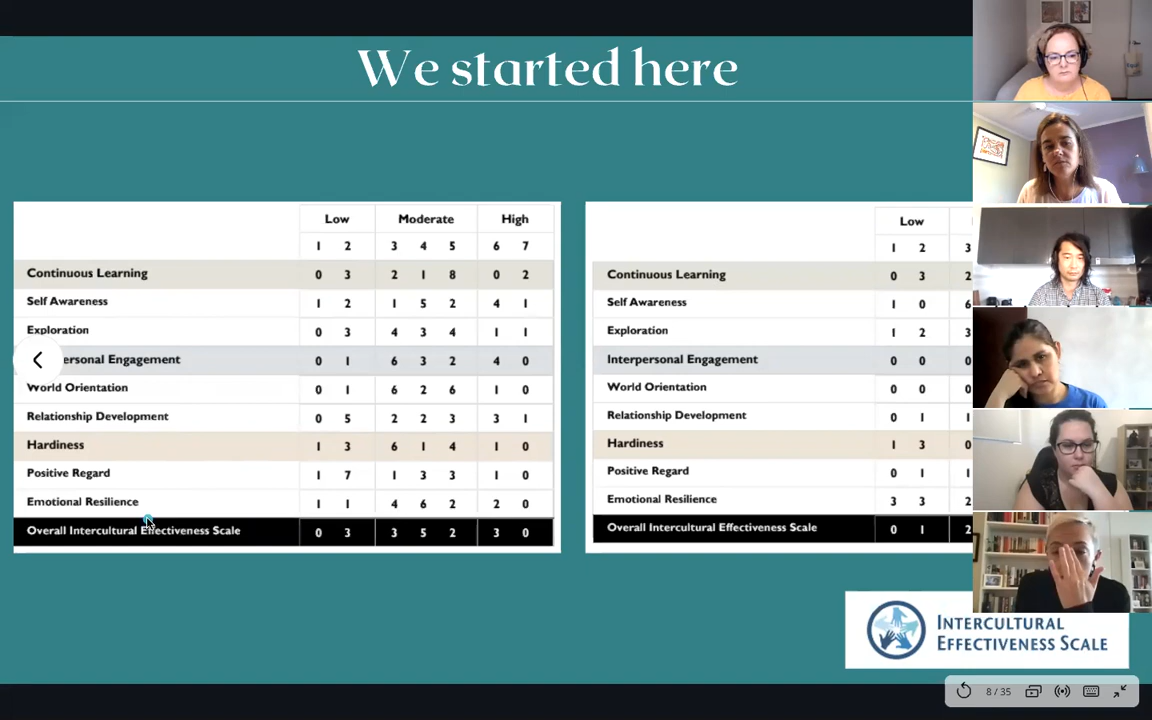 We started here
Low Moderate High
1 2 3 4 5 6 7
Continuous Learning 0 3 2 1 8 0 2
Self Awareness 1 2 1 5 2 4 1
Exploration 0 3 4 3 4 1 1
ersonal Engagement 0 1 6 3 2 4 0
World Orientation 0 1 6 2 6 1 0
Relationship Development 0 5 2 2 3 3 1
Hardiness 1 3 6 1 4 1 0
Positive Regard 1 7 1 3 3 1 0
Emotional Resilience 1 1 4 6 2 2 0
Overall Intercultural Effectiveness Scale 0 3 3 5 2 3 0
Low
1 2 3
Continuous Learning 0 3 2
Self Awareness 1 0 6
Exploration 1 2 3
Interpersonal Engagement 0 0 0
World Orientation 0 0 0
Relationship Development 0 1 1
Hardiness 1 3 0
Positive Regard 0 1 1
Emotional Resilience 3 3 2
Overall Intercultural Effectiveness Scale 0 1 2
INTERCULTURAL
EFFECTIVENESS SCALE
8 / 35